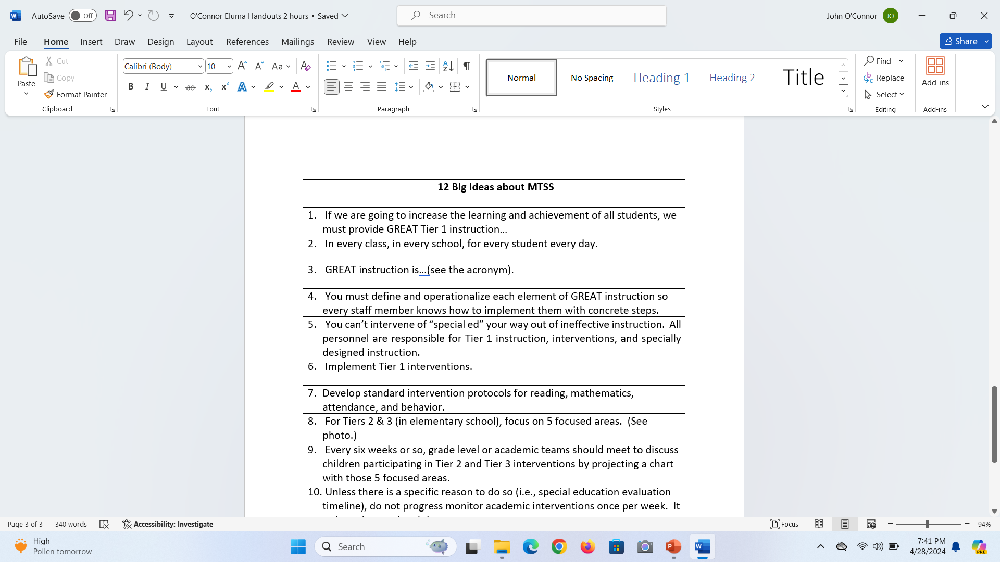 AutoSave Off O'Connor Eluma Handouts 2 hours • Saved Search John O'Connor JO
File Home Insert Draw Design Layout References Mailings Review View Help Share
Paste Cut Copy Format Painter Clipboard
Calibri (Body) 10 Font
Paragraph
Normal No Spacing Heading 1 Heading 2 Title Styles
Find Replace Select Editing
Add-ins Add-ins
12 Big Ideas about MTSS
1. If we are going to increase the learning and achievement of all students, we
must provide GREAT Tier 1 instruction…
2. In every class, in every school, for every student every day.
3. GREAT instruction is…(see the acronym).
4. You must define and operationalize each element of GREAT instruction so
every staff member knows how to implement them with concrete steps.
5. You can’t intervene of “special ed” your way out of ineffective instruction. All
personnel are responsible for Tier 1 instruction, interventions, and specially
designed instruction.
6. Implement Tier 1 interventions.
7. Develop standard intervention protocols for reading, mathematics,
attendance, and behavior.
8. For Tiers 2 & 3 (in elementary school), focus on 5 focused areas. (See
photo.)
9. Every six weeks or so, grade level or academic teams should meet to discuss
children participating in Tier 2 and Tier 3 interventions by projecting a chart
with those 5 focused areas.
10. Unless there is a specific reason to do so (i.e., special education evaluation
timeline), do not progress monitor academic interventions once per week. It
Page 3 of 3 340 words Accessibility: Investigate Focus 94%
High
Pollen tomorrow
Search
7:41 PM
4/28/2024
PRE